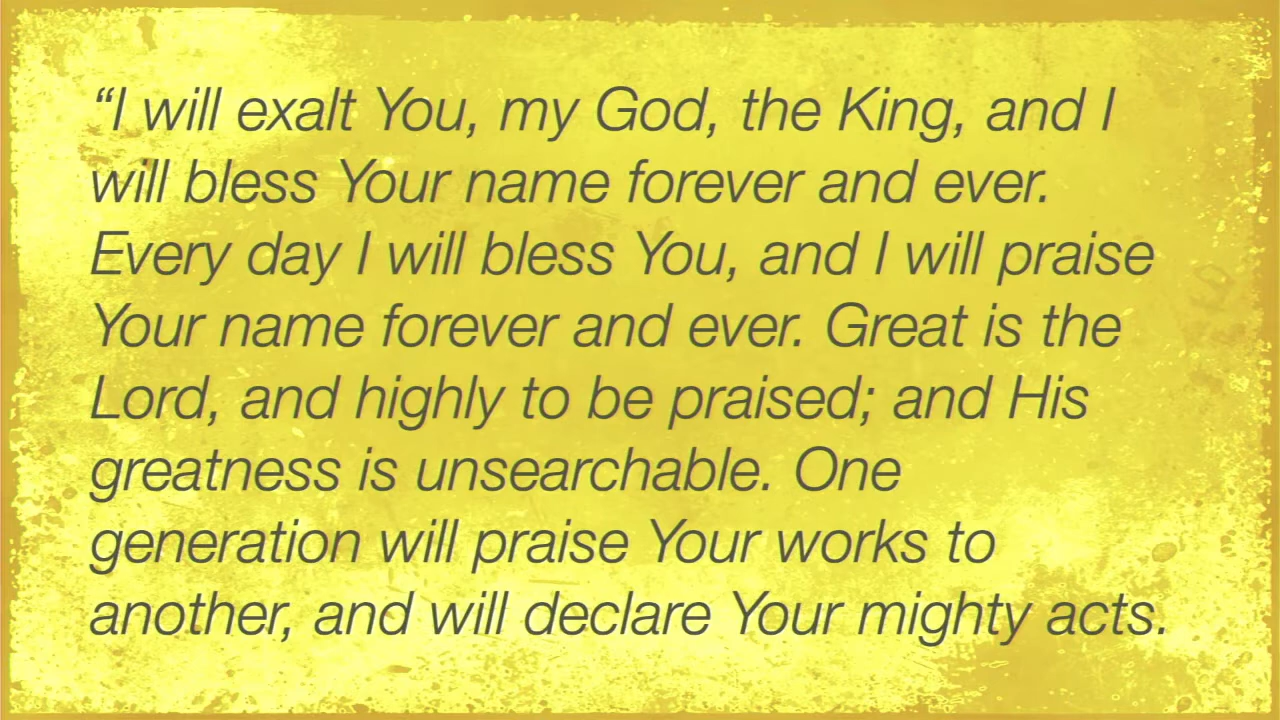 “I will exalt You, my God, the King, and I
will bless Your name forever and ever.
Every day I will bless You, and I will praise
Your name forever and ever. Great is the
Lord, and highly to be praised; and His
greatness is unsearchable. One
generation will praise Your works to
another, and will declare Your mighty acts.